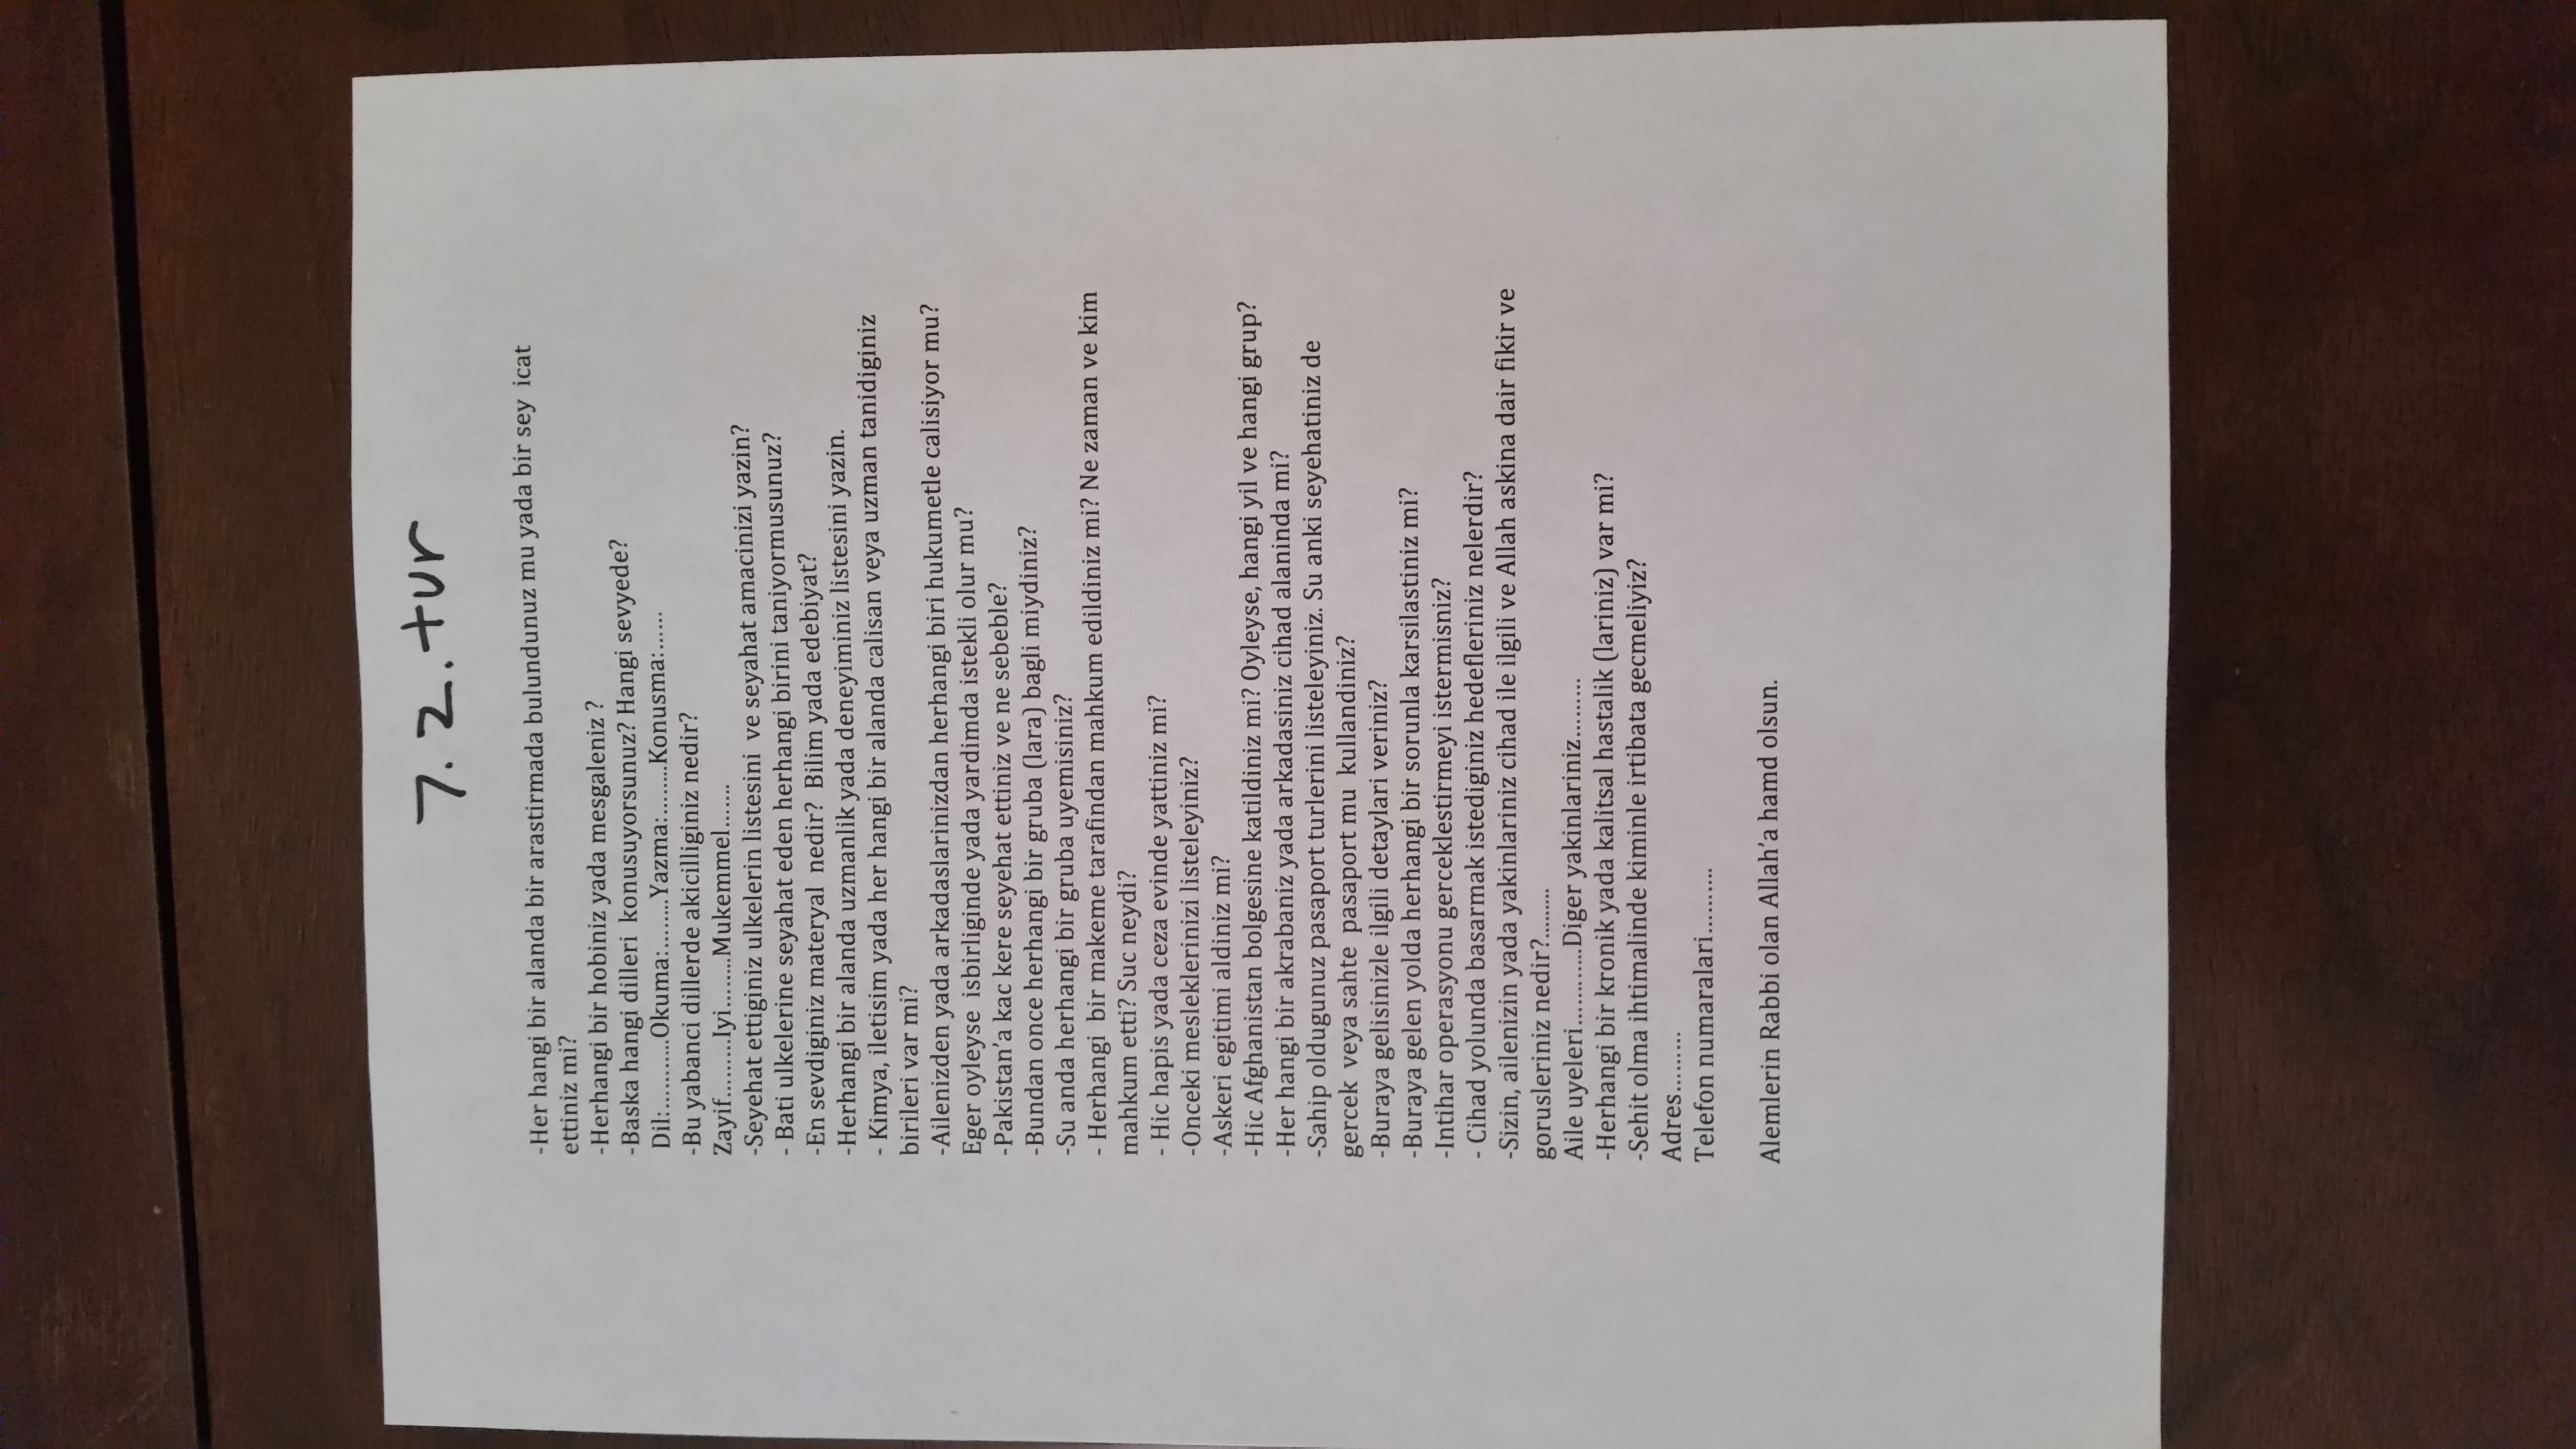 7. 2. tur
-Her hangi bir alanda bir arastirmada bulundunuz mu yada bir sey  icat
ettiniz mi?
-Herhangi bir hobiniz yada mesgaleniz ?
-Baska hangi dilleri  konusuyorsunuz? Hangi sevyede?
Dil:...........Okuma:........Yazma:........Konusma:......
-Bu yabanci dillerde akicilliginiz nedir?
Zayif.........Iyi........Mukemmel.......
-Seyehat ettiginiz ulkelerin listesini  ve seyahat amacinizi yazin?
- Bati ulkelerine seyahat eden herhangi birini taniyormusunuz?
-En sevdiginiz materyal  nedir?  Bilim yada edebiyat?
-Herhangi bir alanda uzmanlik yada deneyiminiz listesini yazin.
- Kimya, iletisim yada her hangi bir alanda calisan veya uzman tanidiginiz
birileri var mi?
-Ailenizden yada arkadaslarinizdan herhangi biri hukumetle calisiyor mu?
Eger oyleyse  isbirliginde yada yardimda istekli olur mu?
-Pakistan’a kac kere seyehat ettiniz ve ne sebeble?
-Bundan once herhangi bir gruba (lara) bagli miydiniz?
-Su anda herhangi bir gruba uyemisiniz?
- Herhangi  bir makeme tarafindan mahkum edildiniz mi? Ne zaman ve kim
mahkum etti? Suc neydi?
- Hic hapis yada ceza evinde yattiniz mi?
-Onceki mesleklerinizi listeleyiniz?
-Askeri egitimi aldiniz mi?
-Hic Afghanistan bolgesine katildiniz mi? Oyleyse, hangi yil ve hangi grup?
-Her hangi bir akrabaniz yada arkadasiniz cihad alaninda mi?
-Sahip oldugunuz pasaport turlerini listeleyiniz. Su anki seyehatiniz de
gercek  veya sahte  pasaport mu  kullandiniz?
-Buraya gelisinizle ilgili detaylari veriniz?
-Buraya gelen yolda herhangi bir sorunla karsilastiniz mi?
-Intihar operasyonu gerceklestirmeyi istermisniz?
- Cihad yolunda basarmak istediginiz hedefleriniz nelerdir?
-Sizin, ailenizin yada yakinlariniz cihad ile ilgili ve Allah askina dair fikir ve
gorusleriniz nedir?.........
Aile uyeleri............Diger yakinlariniz.........
-Herhangi bir kronik yada kalitsal hastalik (lariniz) var mi?
-Sehit olma ihtimalinde kiminle irtibata gecmeliyiz?
Adres.........
Telefon numaralari..........
Alemlerin Rabbi olan Allah’a hamd olsun.